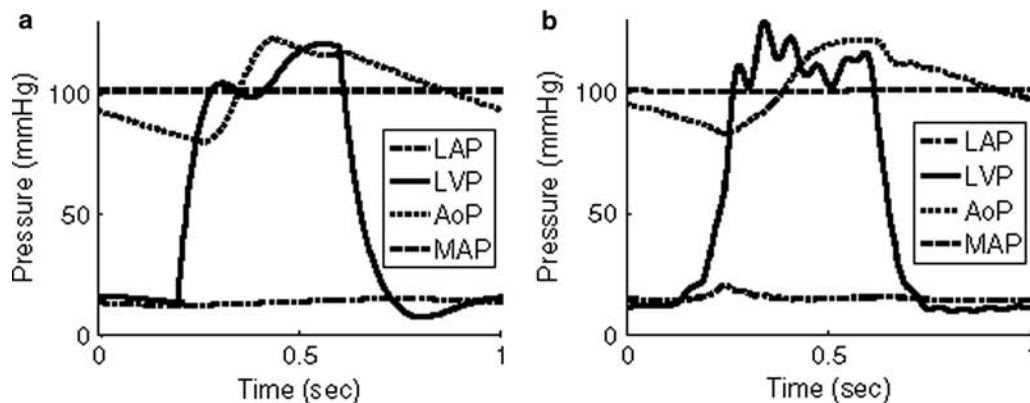 a
Pressure (mmHg)
100
50
0
LAP
LVP
AoP
MAP
0
0.5
1
Time (sec)
b
Pressure (mmHg)
100
50
0
LAP
LVP
AoP
MAP
0
0.5
1
Time (sec)